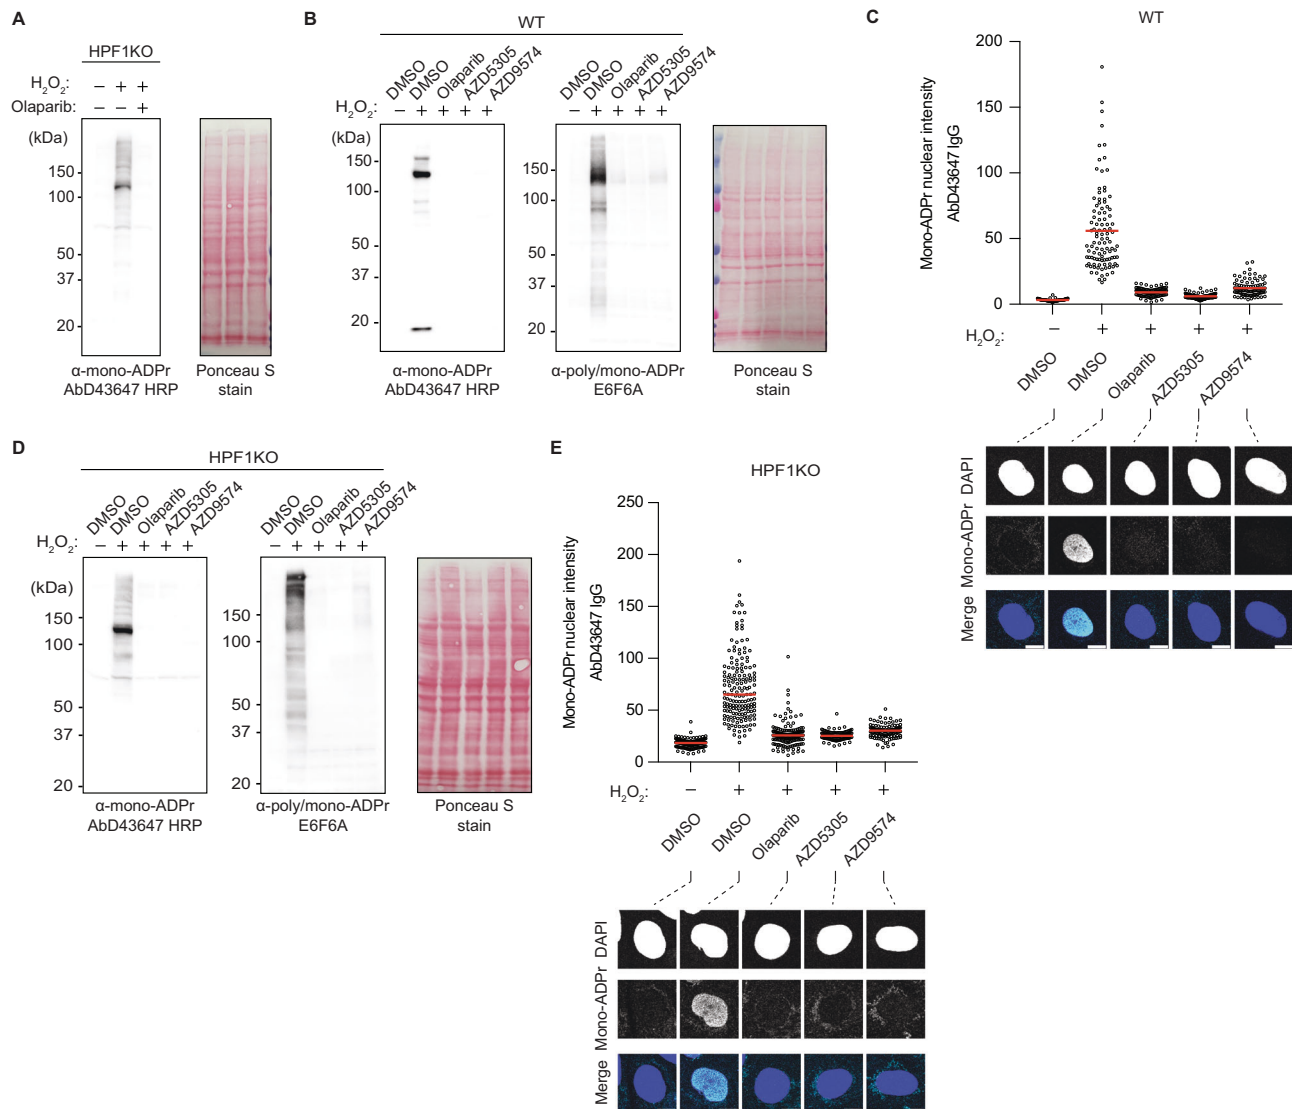 A
HPF1KO
H₂O₂: – + +
Olaparib: – – +
(kDa)
150
100
50
37
20
α-mono-ADPr
AbD43647 HRP
Ponceau S
stain
B
WT
DMSO DMSO Olaparib AZD5305 AZD9574
DMSO DMSO Olaparib AZD5305 AZD9574
H₂O₂: – + + + +
– + + + +
(kDa)
150
100
50
37
20
150
100
50
37
20
α-mono-ADPr
AbD43647 HRP
α-poly/mono-ADPr
E6F6A
Ponceau S
stain
C
WT
Mono-ADPr nuclear intensity
AbD43647 IgG
200
150
100
50
0
H₂O₂: – + + + +
DMSO DMSO Olaparib AZD5305 AZD9574
DAPI
Mono-ADPr
Merge
D
HPF1KO
DMSO DMSO Olaparib AZD5305 AZD9574
DMSO DMSO Olaparib AZD5305 AZD9574
H₂O₂: – + + + +
– + + + +
(kDa)
150
100
50
37
20
150
100
50
37
20
α-mono-ADPr
AbD43647 HRP
α-poly/mono-ADPr
E6F6A
Ponceau S
stain
E
HPF1KO
Mono-ADPr nuclear intensity
AbD43647 IgG
250
200
150
100
50
0
H₂O₂: – + + + +
DMSO DMSO Olaparib AZD5305 AZD9574
DAPI
Mono-ADPr
Merge